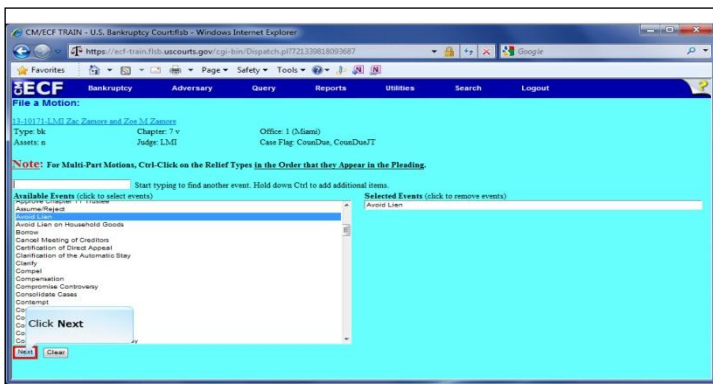 CM/ECF TRAIN - U.S. Bankruptcy Court:flsb - Windows Internet Explorer
https://ecf-train.flsb.uscourts.gov/cgi-bin/Dispatch.pl?721339818093687
Google
Favorites Page Safety Tools
ECF Bankruptcy Adversary Query Reports Utilities Search Logout
File a Motion:
13-10171-LMI Zac Zamore and Zoe M Zamore
Type: bk Chapter: 7 v Office: 1 (Miami)
Assets: n Judge: LMI Case Flag: CounDue, CounDueJT
Note: For Multi-Part Motions, Ctrl-Click on the Relief Types in the Order that they Appear in the Pleading.
Start typing to find another event. Hold down Ctrl to add additional items.
Available Events (click to select events) Selected Events (click to remove events)
Approve Chapter 11 Trustee Avoid Lien
Assume/Reject
Avoid Lien
Avoid Lien on Household Goods
Borrow
Cancel Meeting of Creditors
Certification of Direct Appeal
Clarification of the Automatic Stay
Clarify
Compel
Compensation
Compromise Controversy
Consolidate Cases
Contempt
Click Next
Next Clear